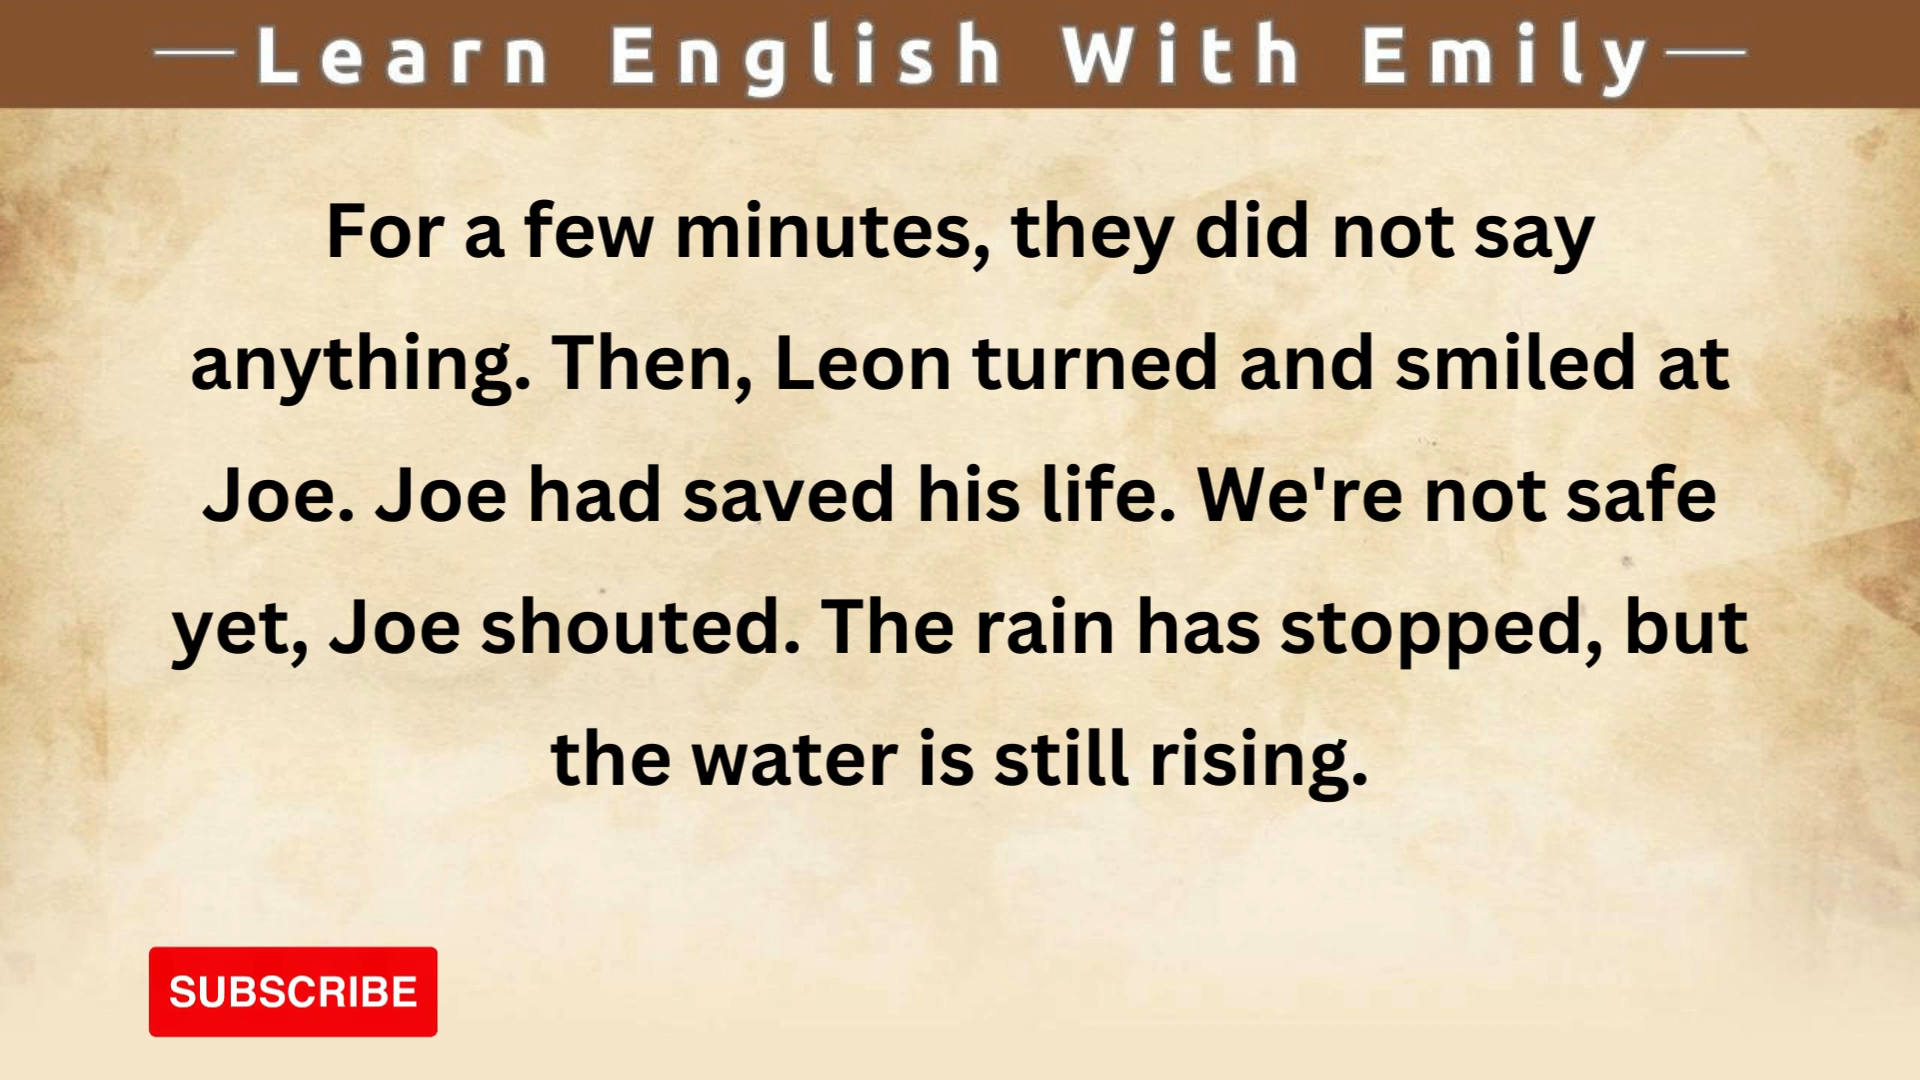 Learn English With Emily
For a few minutes, they did not say
anything. Then, Leon turned and smiled at
Joe. Joe had saved his life. We're not safe
yet, Joe shouted. The rain has stopped, but
the water is still rising.
SUBSCRIBE